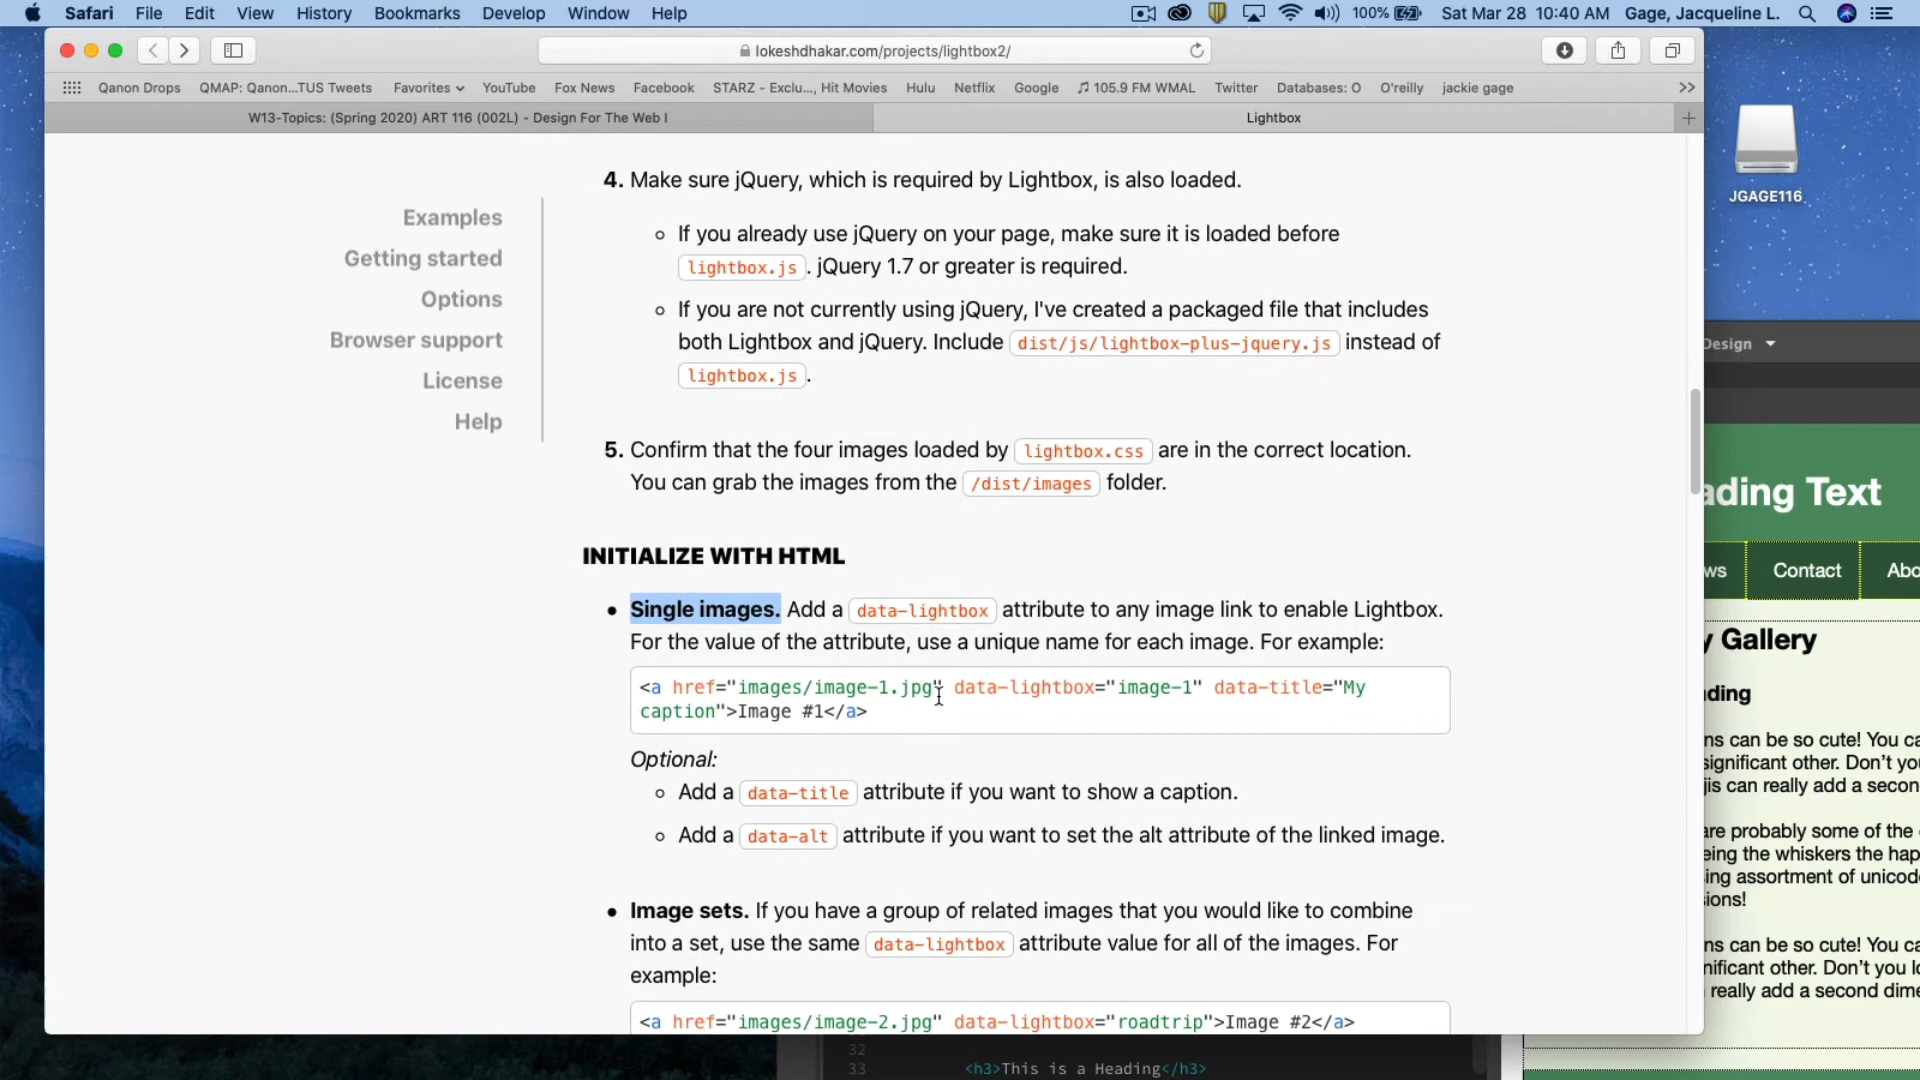 Safari File Edit View History Bookmarks Develop Window Help 100% Sat Mar 28 10:40 AM Gage, Jacqueline L.
lokeshdhakar.com/projects/lightbox2/
Qanon Drops QMAP: Qanon...TUS Tweets Favorites YouTube Fox News Facebook STARZ - Exclu..., Hit Movies Hulu Netflix Google 105.9 FM WMAL Twitter Databases: O O'reilly jackie gage >>
W13-Topics: (Spring 2020) ART 116 (002L) - Design For The Web I Lightbox +
JGAGE116
Examples
Getting started
Options
Browser support
License
Help
4. Make sure jQuery, which is required by Lightbox, is also loaded.
If you already use jQuery on your page, make sure it is loaded before
lightbox.js . jQuery 1.7 or greater is required.
If you are not currently using jQuery, I've created a packaged file that includes
both Lightbox and jQuery. Include dist/js/lightbox-plus-jquery.js instead of
lightbox.js .
5. Confirm that the four images loaded by lightbox.css are in the correct location.
You can grab the images from the /dist/images folder.
INITIALIZE WITH HTML
• Single images. Add a data-lightbox attribute to any image link to enable Lightbox.
For the value of the attribute, use a unique name for each image. For example:
<a href="images/image-1.jpg" data-lightbox="image-1" data-title="My
caption">Image #1</a>
Optional:
Add a data-title attribute if you want to show a caption.
Add a data-alt attribute if you want to set the alt attribute of the linked image.
• Image sets. If you have a group of related images that you would like to combine
into a set, use the same data-lightbox attribute value for all of the images. For
example:
<a href="images/image-2.jpg" data-lightbox="roadtrip">Image #2</a>
Design
ading Text
ws Contact Abo
y Gallery
ding
ns can be so cute! You ca
significant other. Don't you
jis can really add a secon
are probably some of the
eing the whiskers the hap
sing assortment of unicode
sions!
ns can be so cute! You ca
nificant other. Don't you lo
really add a second dime
32
33 <h3>This is a Heading</h3>